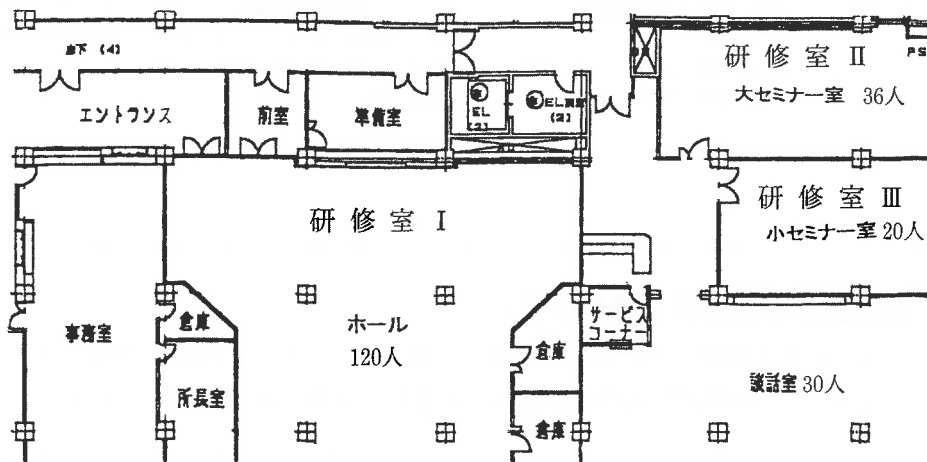 廊下 (4)
研修室 Ⅱ
PS
大セミナー室 36人
エントランス
前室
準備室
EL
(2)
(2)
研修室 Ⅰ
研修室 Ⅲ
小セミナー室 20人
倉庫
サービス
コーナー
事務室
ホール
120人
倉庫
所長室
談話室 30人
倉庫